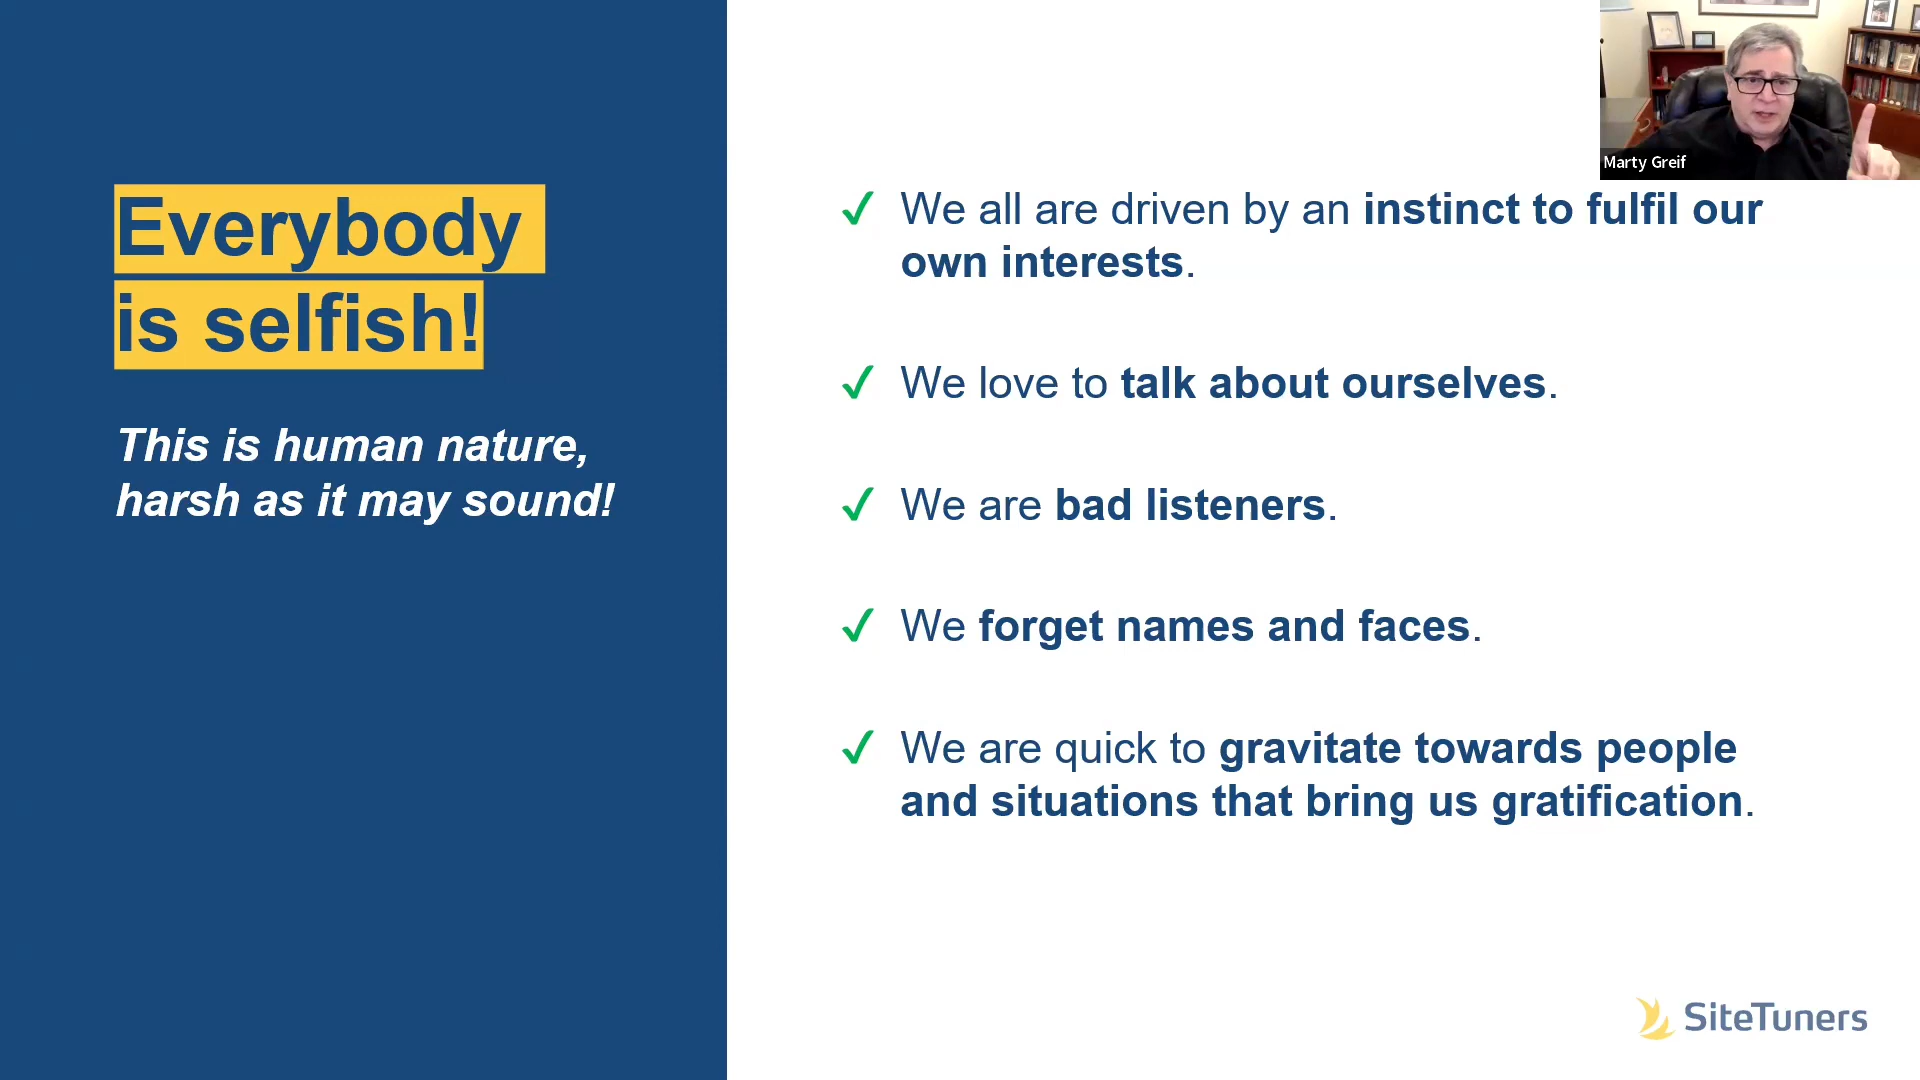 Everybody
is selfish!
This is human nature,
harsh as it may sound!
Marty Greif
✓ We all are driven by an instinct to fulfil our
own interests.
✓ We love to talk about ourselves.
✓ We are bad listeners.
✓ We forget names and faces.
✓ We are quick to gravitate towards people
and situations that bring us gratification.
SiteTuners